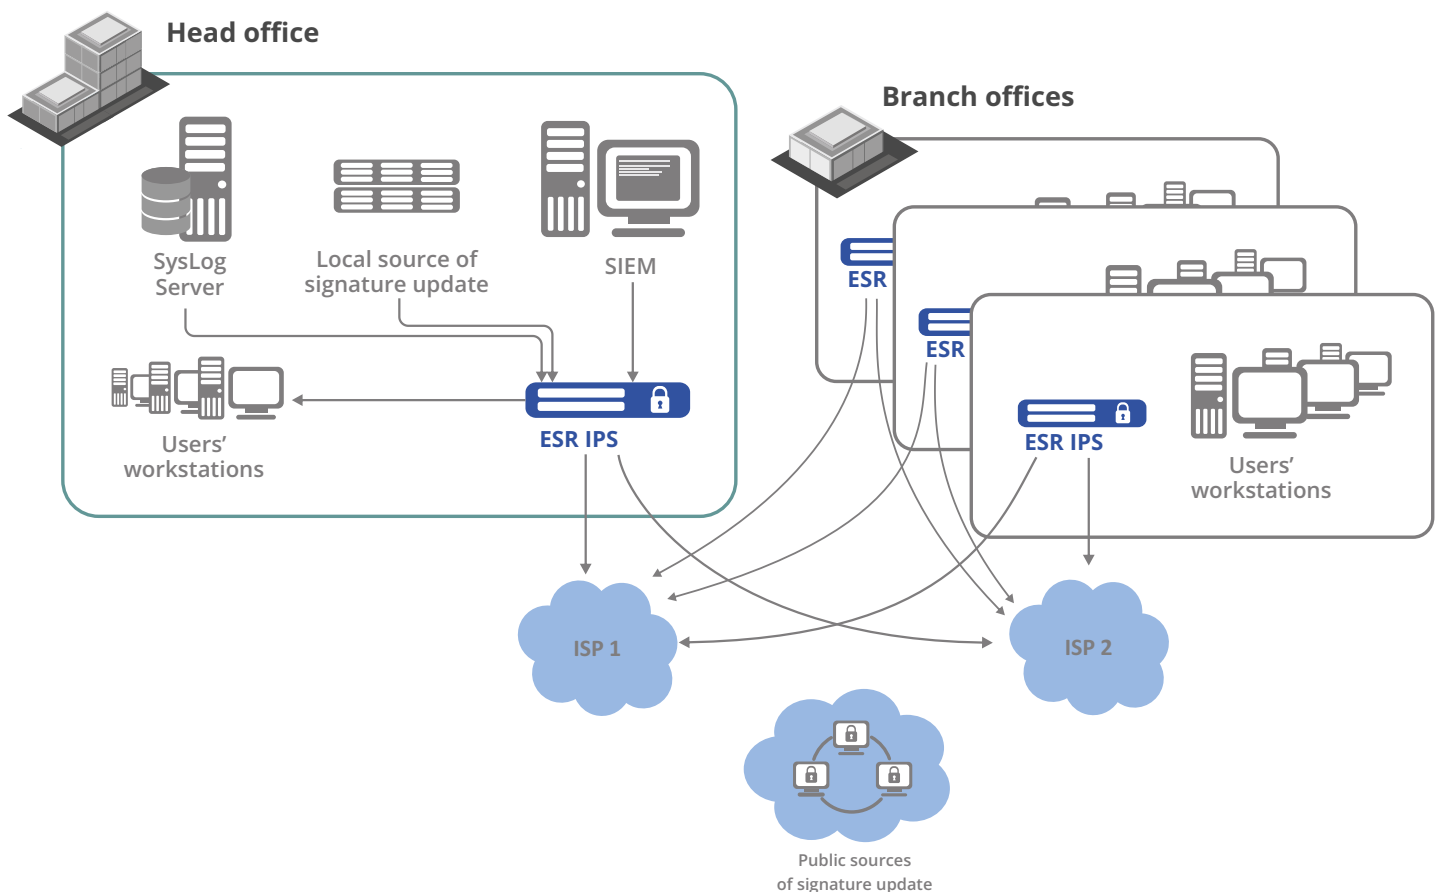 Head office
Branch offices
SysLog
Server
Local source of
signature update
SIEM
ESR
ESR
Users’
workstations
ESR IPS
ESR IPS
Users’
workstations
ISP 1
ISP 2
Public sources
of signature update